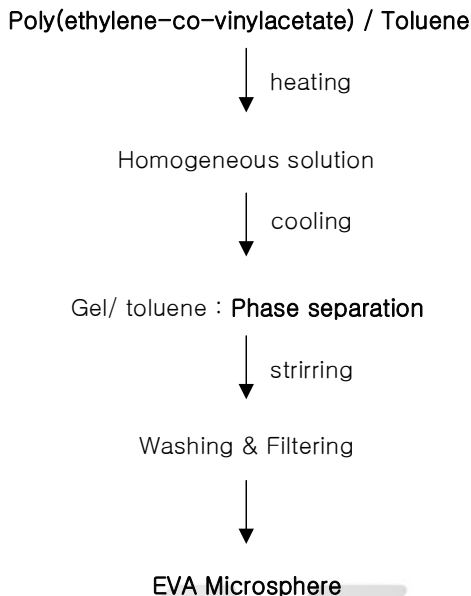 Poly(ethylene-co-vinylacetate) / Toluene
heating
Homogeneous solution
cooling
Gel/ toluene : Phase separation
strirring
Washing & Filtering
EVA Microsphere